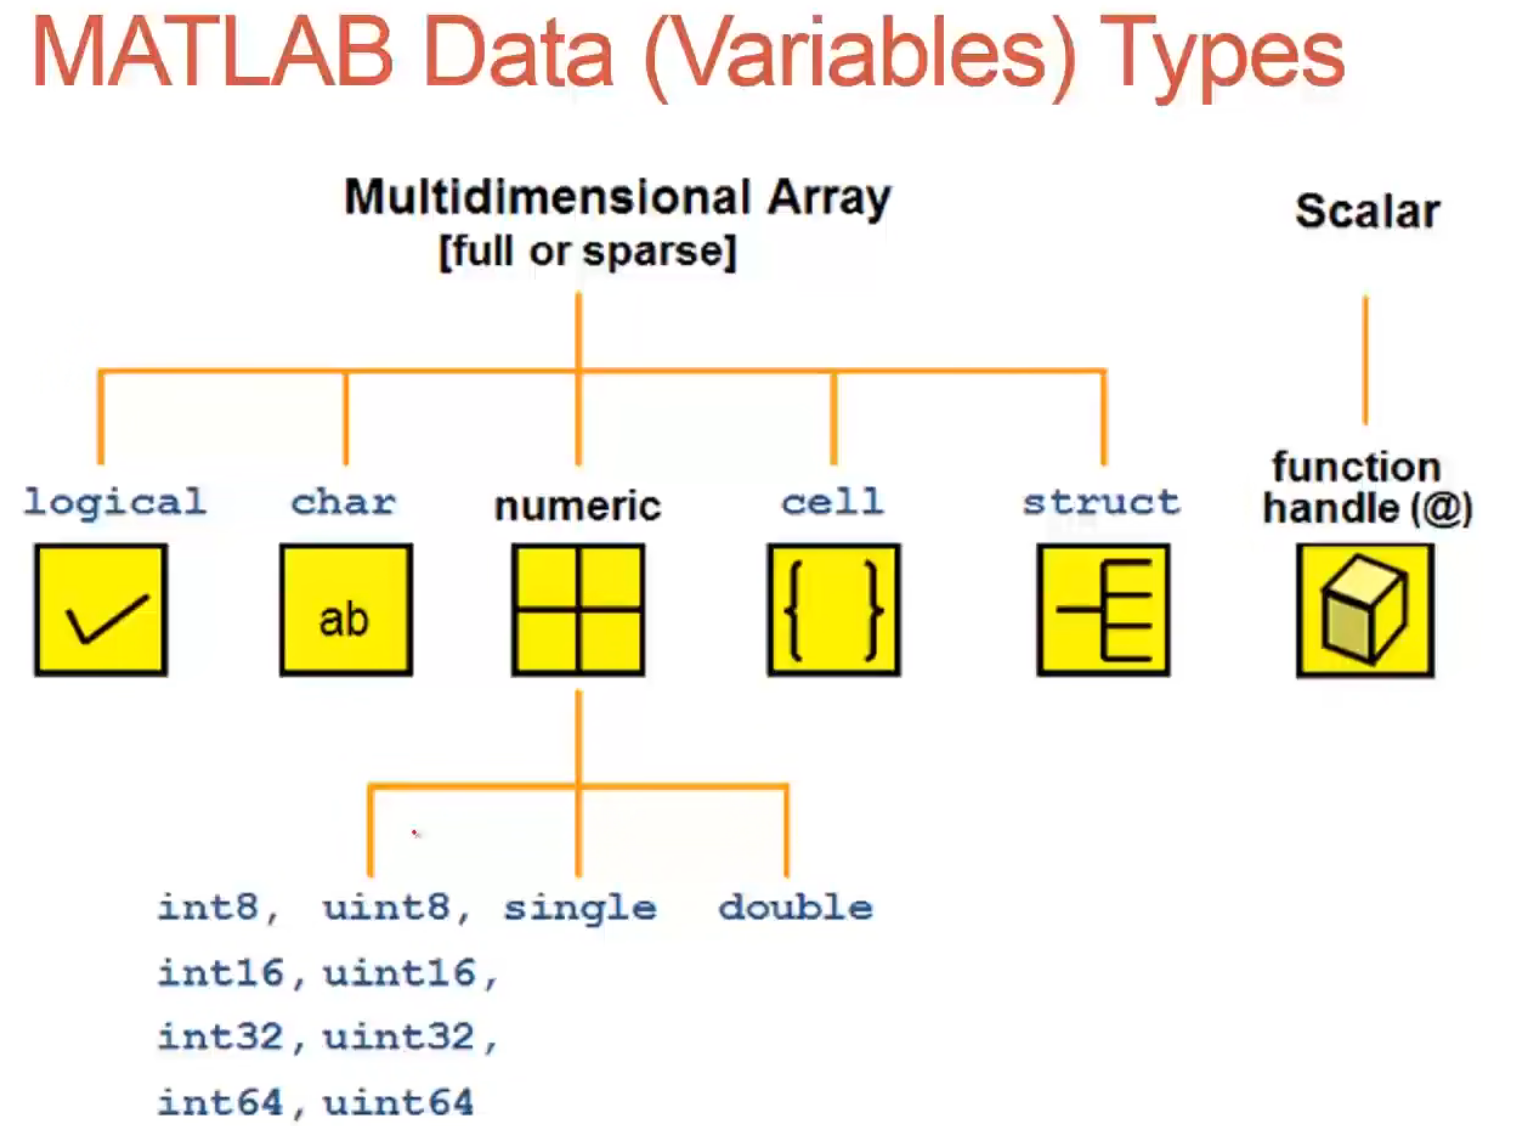 MATLAB Data (Variables) Types
Multidimensional Array
[full or sparse]
Scalar
logical
char
numeric
cell
struct
function
handle (@)
ab
{ }
int8, uint8, single double
int16, uint16,
int32, uint32,
int64, uint64